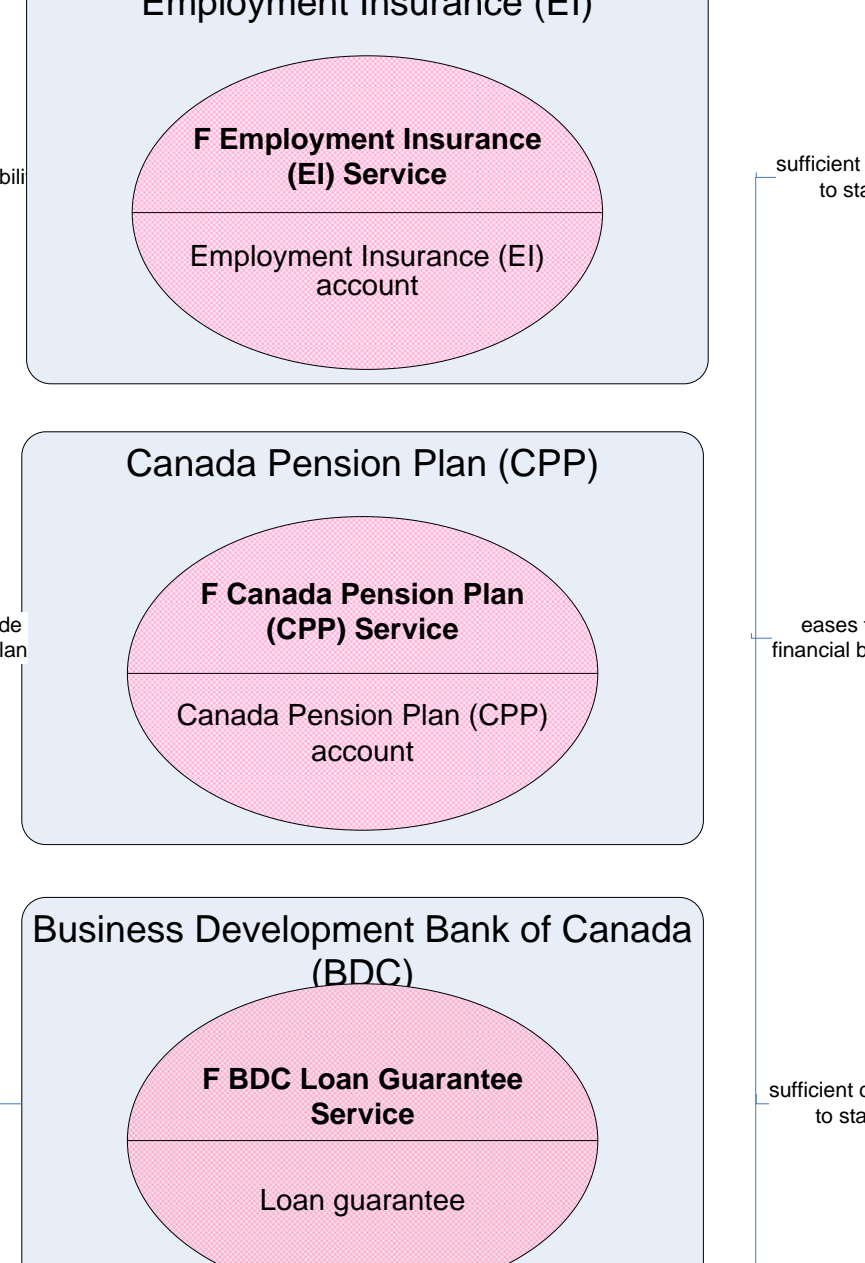 Employment Insurance (EI)
F Employment Insurance
(EI) Service
Employment Insurance (EI)
account
sufficient
to
Canada Pension Plan (CPP)
F Canada Pension Plan
(CPP) Service
Canada Pension Plan (CPP)
account
eases
financial
Business Development Bank of Canada
(BDC)
F BDC Loan Guarantee
Service
Loan guarantee
sufficient
to